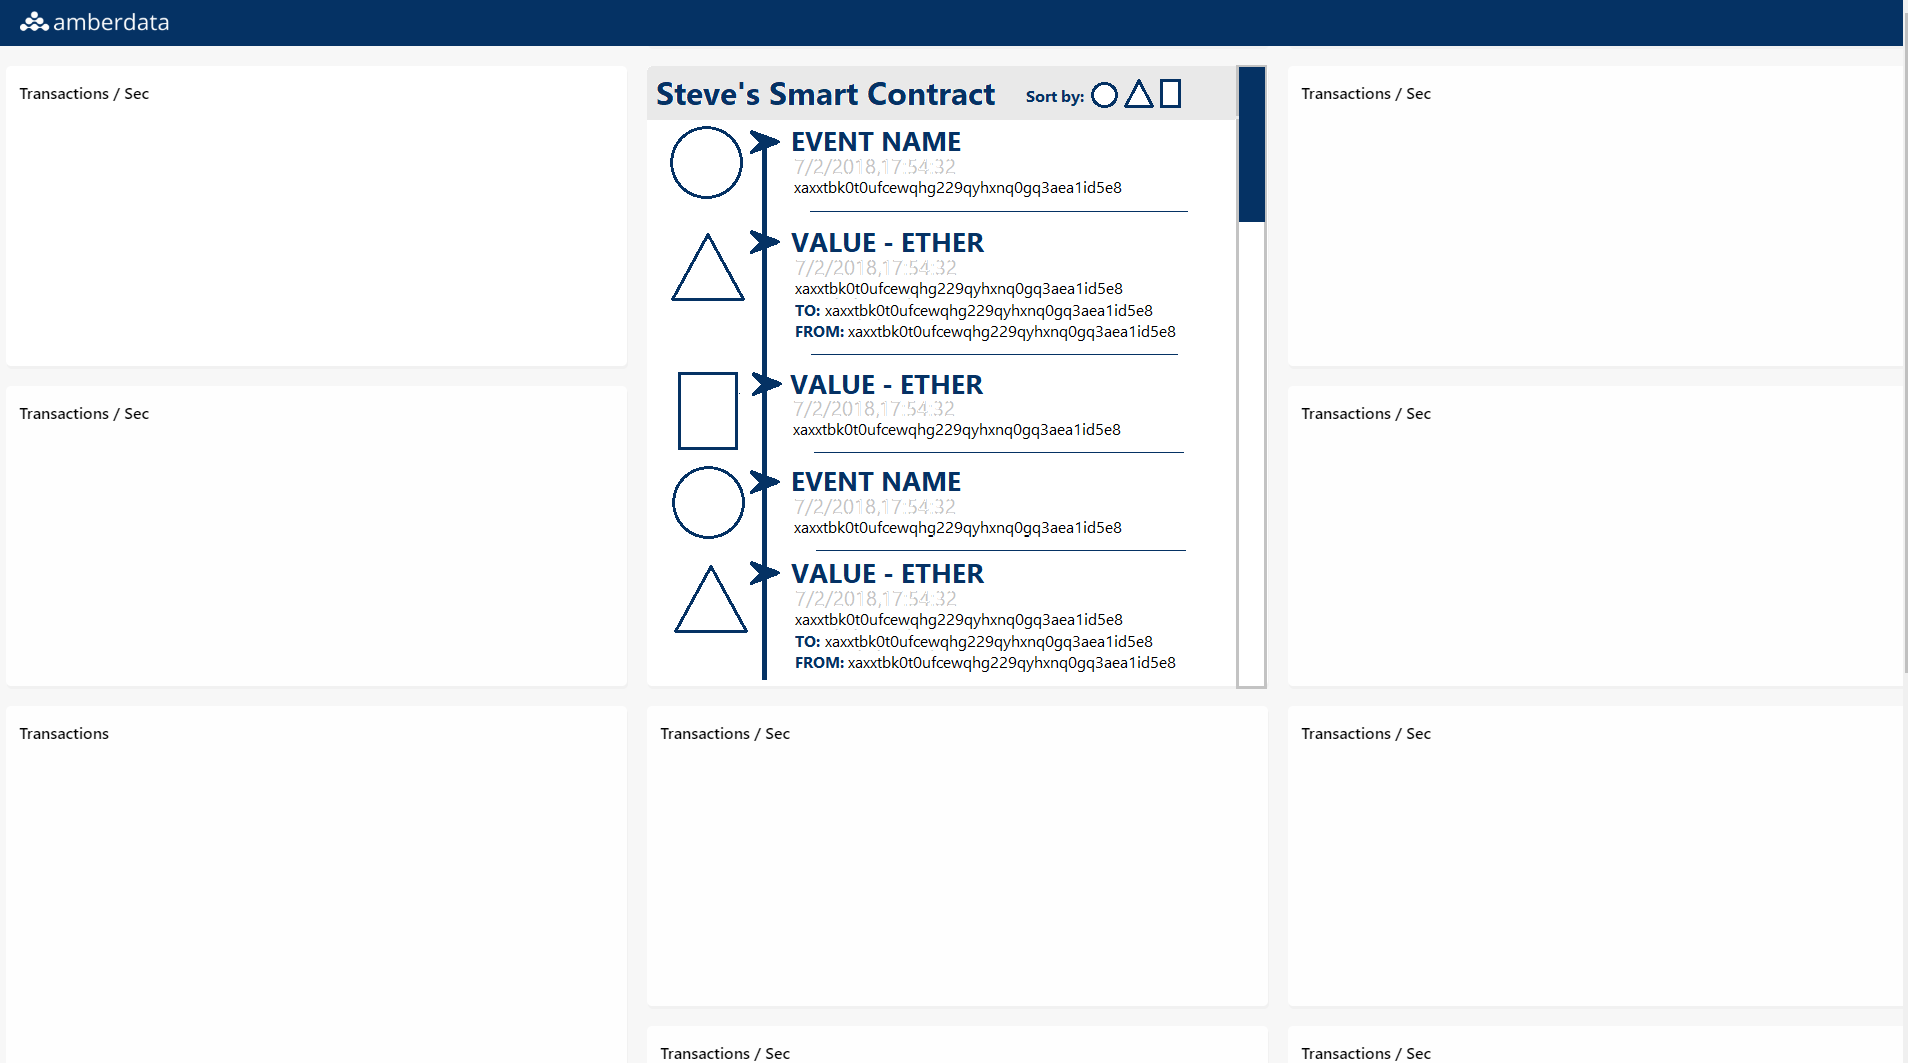 amberdata
Transactions / Sec
Steve's Smart Contract Sort by:
Transactions / Sec
EVENT NAME
7/2/2018,17:54:32
xaxxtbk0t0ufcewqhg229qyhxnq0gq3aea1id5e8
VALUE - ETHER
7/2/2018,17:54:32
xaxxtbk0t0ufcewqhg229qyhxnq0gq3aea1id5e8
TO: xaxxtbk0t0ufcewqhg229qyhxnq0gq3aea1id5e8
FROM: xaxxtbk0t0ufcewqhg229qyhxnq0gq3aea1id5e8
VALUE - ETHER
7/2/2018,17:54:32
xaxxtbk0t0ufcewqhg229qyhxnq0gq3aea1id5e8
EVENT NAME
7/2/2018,17:54:32
xaxxtbk0t0ufcewqhg229qyhxnq0gq3aea1id5e8
VALUE - ETHER
7/2/2018,17:54:32
xaxxtbk0t0ufcewqhg229qyhxnq0gq3aea1id5e8
TO: xaxxtbk0t0ufcewqhg229qyhxnq0gq3aea1id5e8
FROM: xaxxtbk0t0ufcewqhg229qyhxnq0gq3aea1id5e8
Transactions / Sec
Transactions / Sec
Transactions
Transactions / Sec
Transactions / Sec
Transactions / Sec
Transactions / Sec